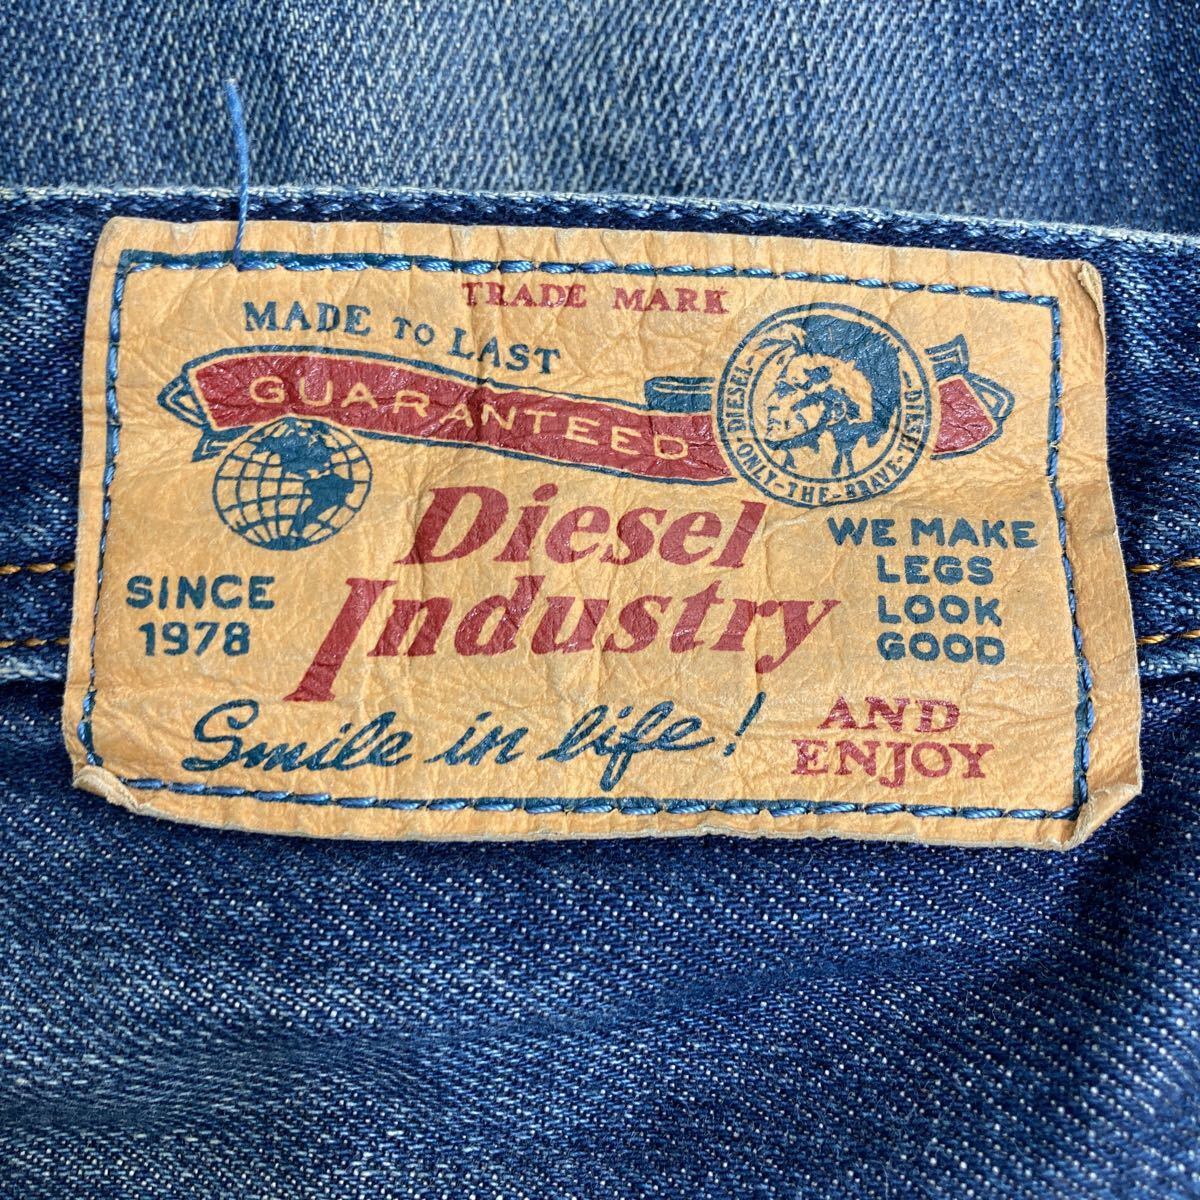 TRADE MARK
MADE TO LAST
GUARANTEED
DIESEL
DIESEL
ONLY-THE-BRAVE
Diesel
Industry
SINCE
1978
WE MAKE
LEGS
LOOK
GOOD
Smile in life!
AND
ENJOY